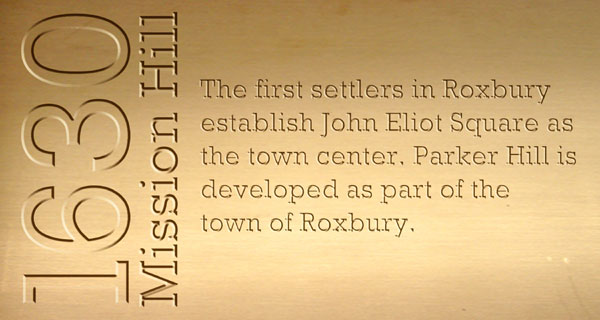 1630
Mission Hill
The first settlers in Roxbury
establish John Eliot Square as
the town center. Parker Hill is
developed as part of the
town of Roxbury.